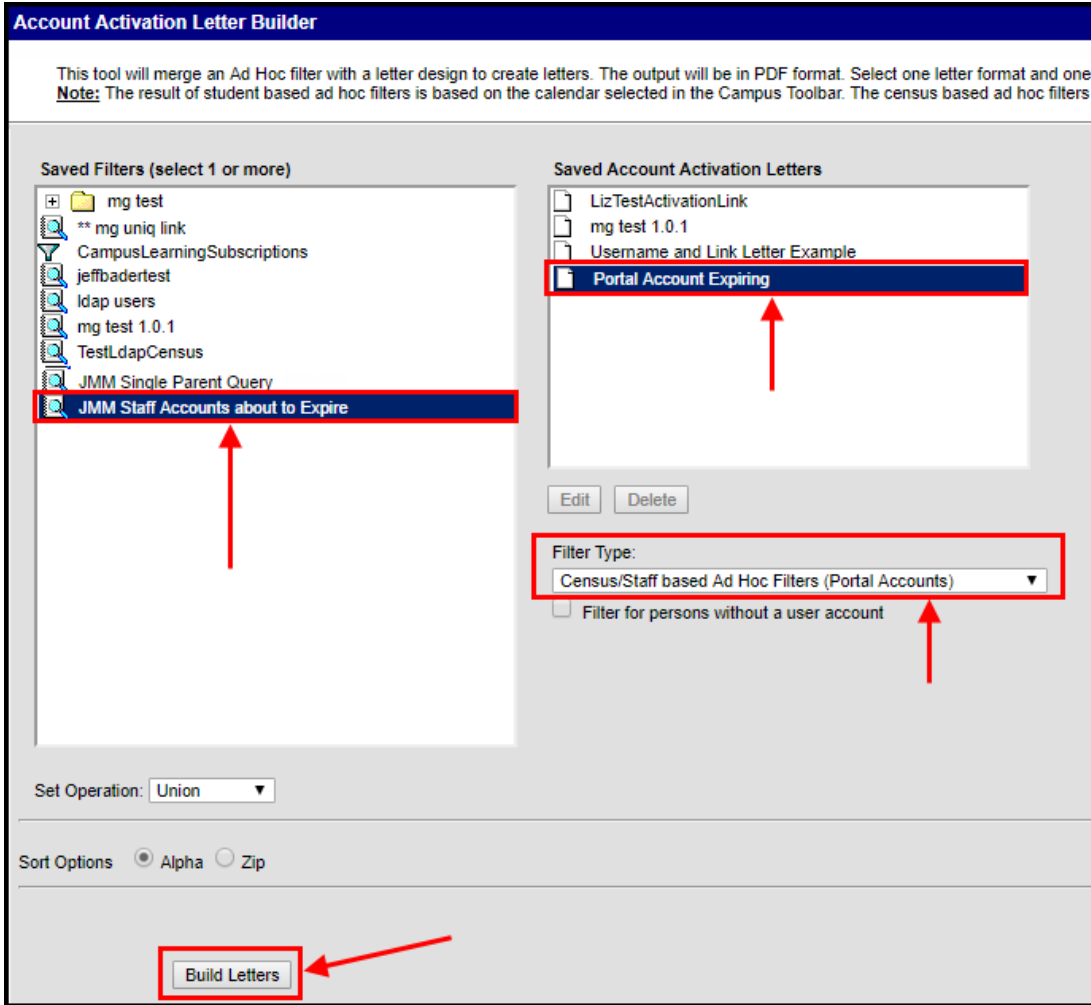 Account Activation Letter Builder
This tool will merge an Ad Hoc filter with a letter design to create letters. The output will be in PDF format. Select one letter format and one
Note: The result of student based ad hoc filters is based on the calendar selected in the Campus Toolbar. The census based ad hoc filters
Saved Filters (select 1 or more)
mg test
** mg uniq link
CampusLearningSubscriptions
jeffbadertest
ldap users
mg test 1.0.1
TestLdapCensus
JMM Single Parent Query
JMM Staff Accounts about to Expire
Saved Account Activation Letters
LizTestActivationLink
mg test 1.0.1
Username and Link Letter Example
Portal Account Expiring
Edit Delete
Filter Type:
Census/Staff based Ad Hoc Filters (Portal Accounts)
Filter for persons without a user account
Set Operation: Union
Sort Options Alpha Zip
Build Letters